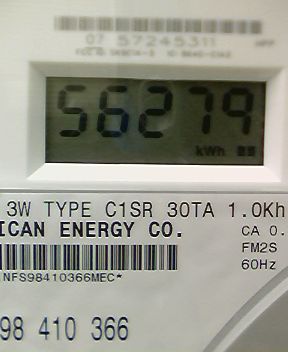 07 57245311
56279
kWh
3W TYPE C1SR 30TA 1.0Kh
ICAN ENERGY CO.
CA 0.
FM2S
60Hz
NFS98410366MEC*
98 410 366